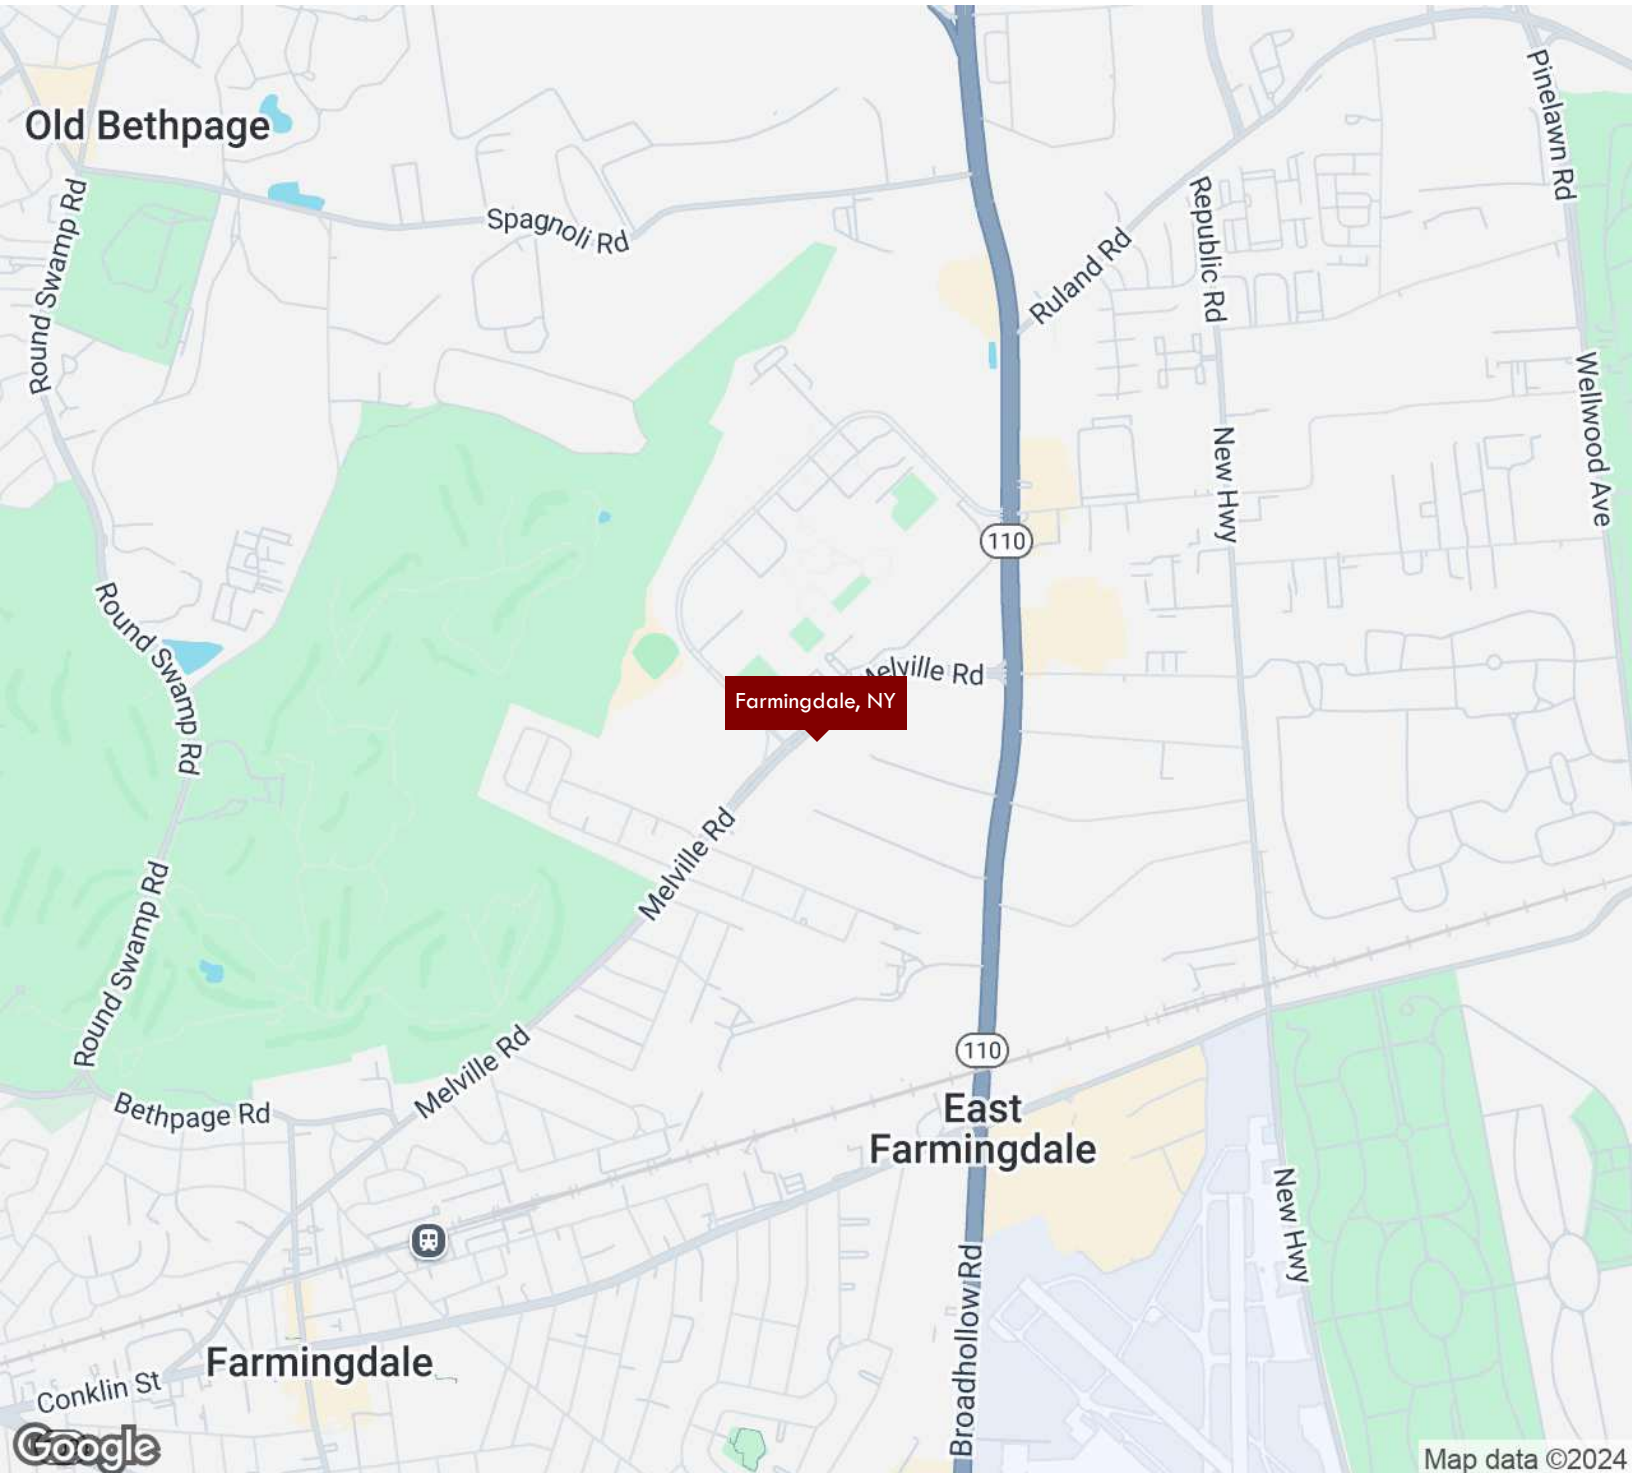 Pinelawn Rd
Old Bethpage
Round Swamp Rd
Spagnoli Rd
Republic Rd
Ruland Rd
Wellwood Ave
New Hwy
110
Round Swamp Rd
Melville Rd
Farmingdale, NY
Melville Rd
Round Swamp Rd
Melville Rd
110
Bethpage Rd
East
Farmingdale
New Hwy
Broadhollow Rd
Farmingdale
Conklin St
Google
Map data ©2024